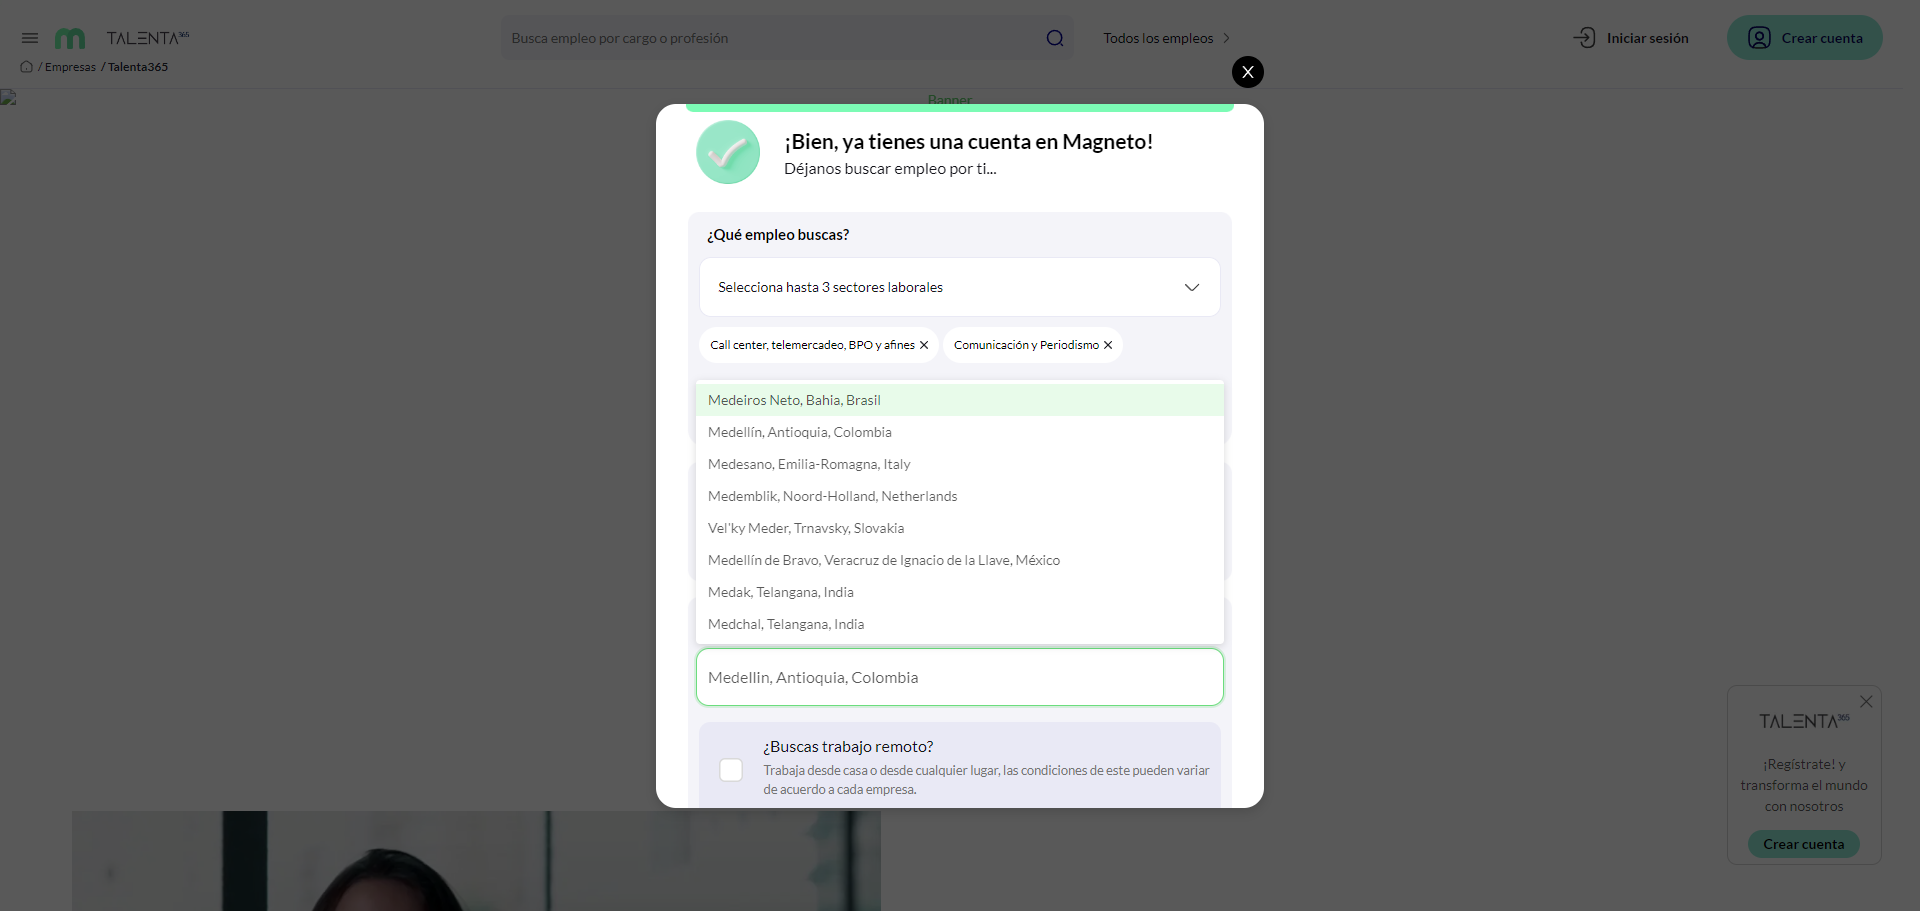 TALENTA365
Busca empleo por cargo o profesión
Todos los empleos
Iniciar sesión
Crear cuenta
/ Empresas / Talenta365
X
Banner
¡Bien, ya tienes una cuenta en Magneto!
Déjanos buscar empleo por ti...
¿Qué empleo buscas?
Selecciona hasta 3 sectores laborales
Call center, telemercadeo, BPO y afines
Comunicación y Periodismo
Medeiros Neto, Bahia, Brasil
Medellín, Antioquia, Colombia
Medesano, Emilia-Romagna, Italy
Medemblik, Noord-Holland, Netherlands
Vel'ky Meder, Trnavsky, Slovakia
Medellín de Bravo, Veracruz de Ignacio de la Llave, México
Medak, Telangana, India
Medchal, Telangana, India
Medellin, Antioquia, Colombia
¿Buscas trabajo remoto?
Trabaja desde casa o desde cualquier lugar, las condiciones de este pueden variar
de acuerdo a cada empresa.
TALENTA365
¡Regístrate! y
transforma el mundo
con nosotros
Crear cuenta